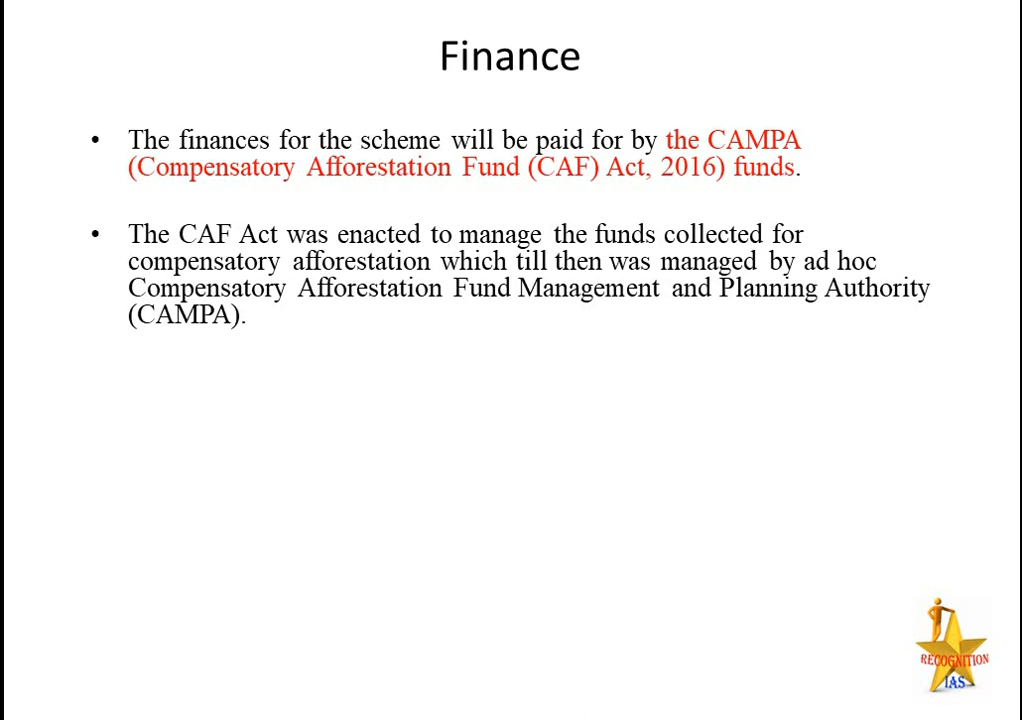 Finance
• The finances for the scheme will be paid for by the CAMPA
(Compensatory Afforestation Fund (CAF) Act, 2016) funds.
• The CAF Act was enacted to manage the funds collected for
compensatory afforestation which till then was managed by ad hoc
Compensatory Afforestation Fund Management and Planning Authority
(CAMPA).
RECOGNITION
IAS